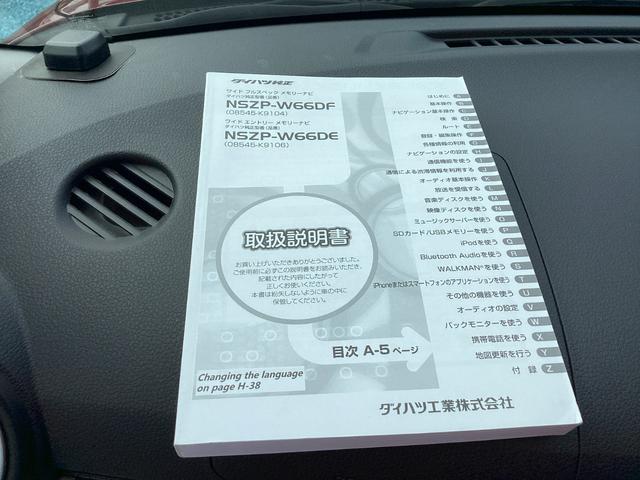 ダイハツ純正
ワイド フルスペック メモリーナビ
ダイハツ純正型番(品番)
NSZP-W66DF
(08545-K9104)
ワイド エントリー メモリーナビ
ダイハツ純正型番(品番)
NSZP-W66DE
(08545-K9106)
取扱説明書
お買い上げいただきありがとうございました。
ご使用前に必ずこの説明書をお読みいただき、
記載された内容にしたがって
正しくお使いください。
本書は紛失しないように車の中に
保管してください。
目次 A-5 ページ
Changing the language
on page H-38
はじめに A
基本操作 B
ナビゲーション基本操作 C
検索 D
ルート E
登録・編集操作 F
各種情報の利用 G
ナビゲーションの設定 H
通信機能を使う I
通信による渋滞情報を利用する J
オーディオ基本操作 K
放送を受信する L
音楽ディスクを使う M
映像ディスクを使う N
ミュージックサーバーを使う O
SDカード/USBメモリーを使う P
iPodを使う Q
Bluetooth Audioを使う R
WALKMAN®を使う S
iPhoneまたはスマートフォンのアプリケーションを使う T
その他の機器を使う U
オーディオの設定 V
バックモニターを使う W
携帯電話を使う X
地図更新を行う Y
付録 Z
ダイハツ工業株式会社